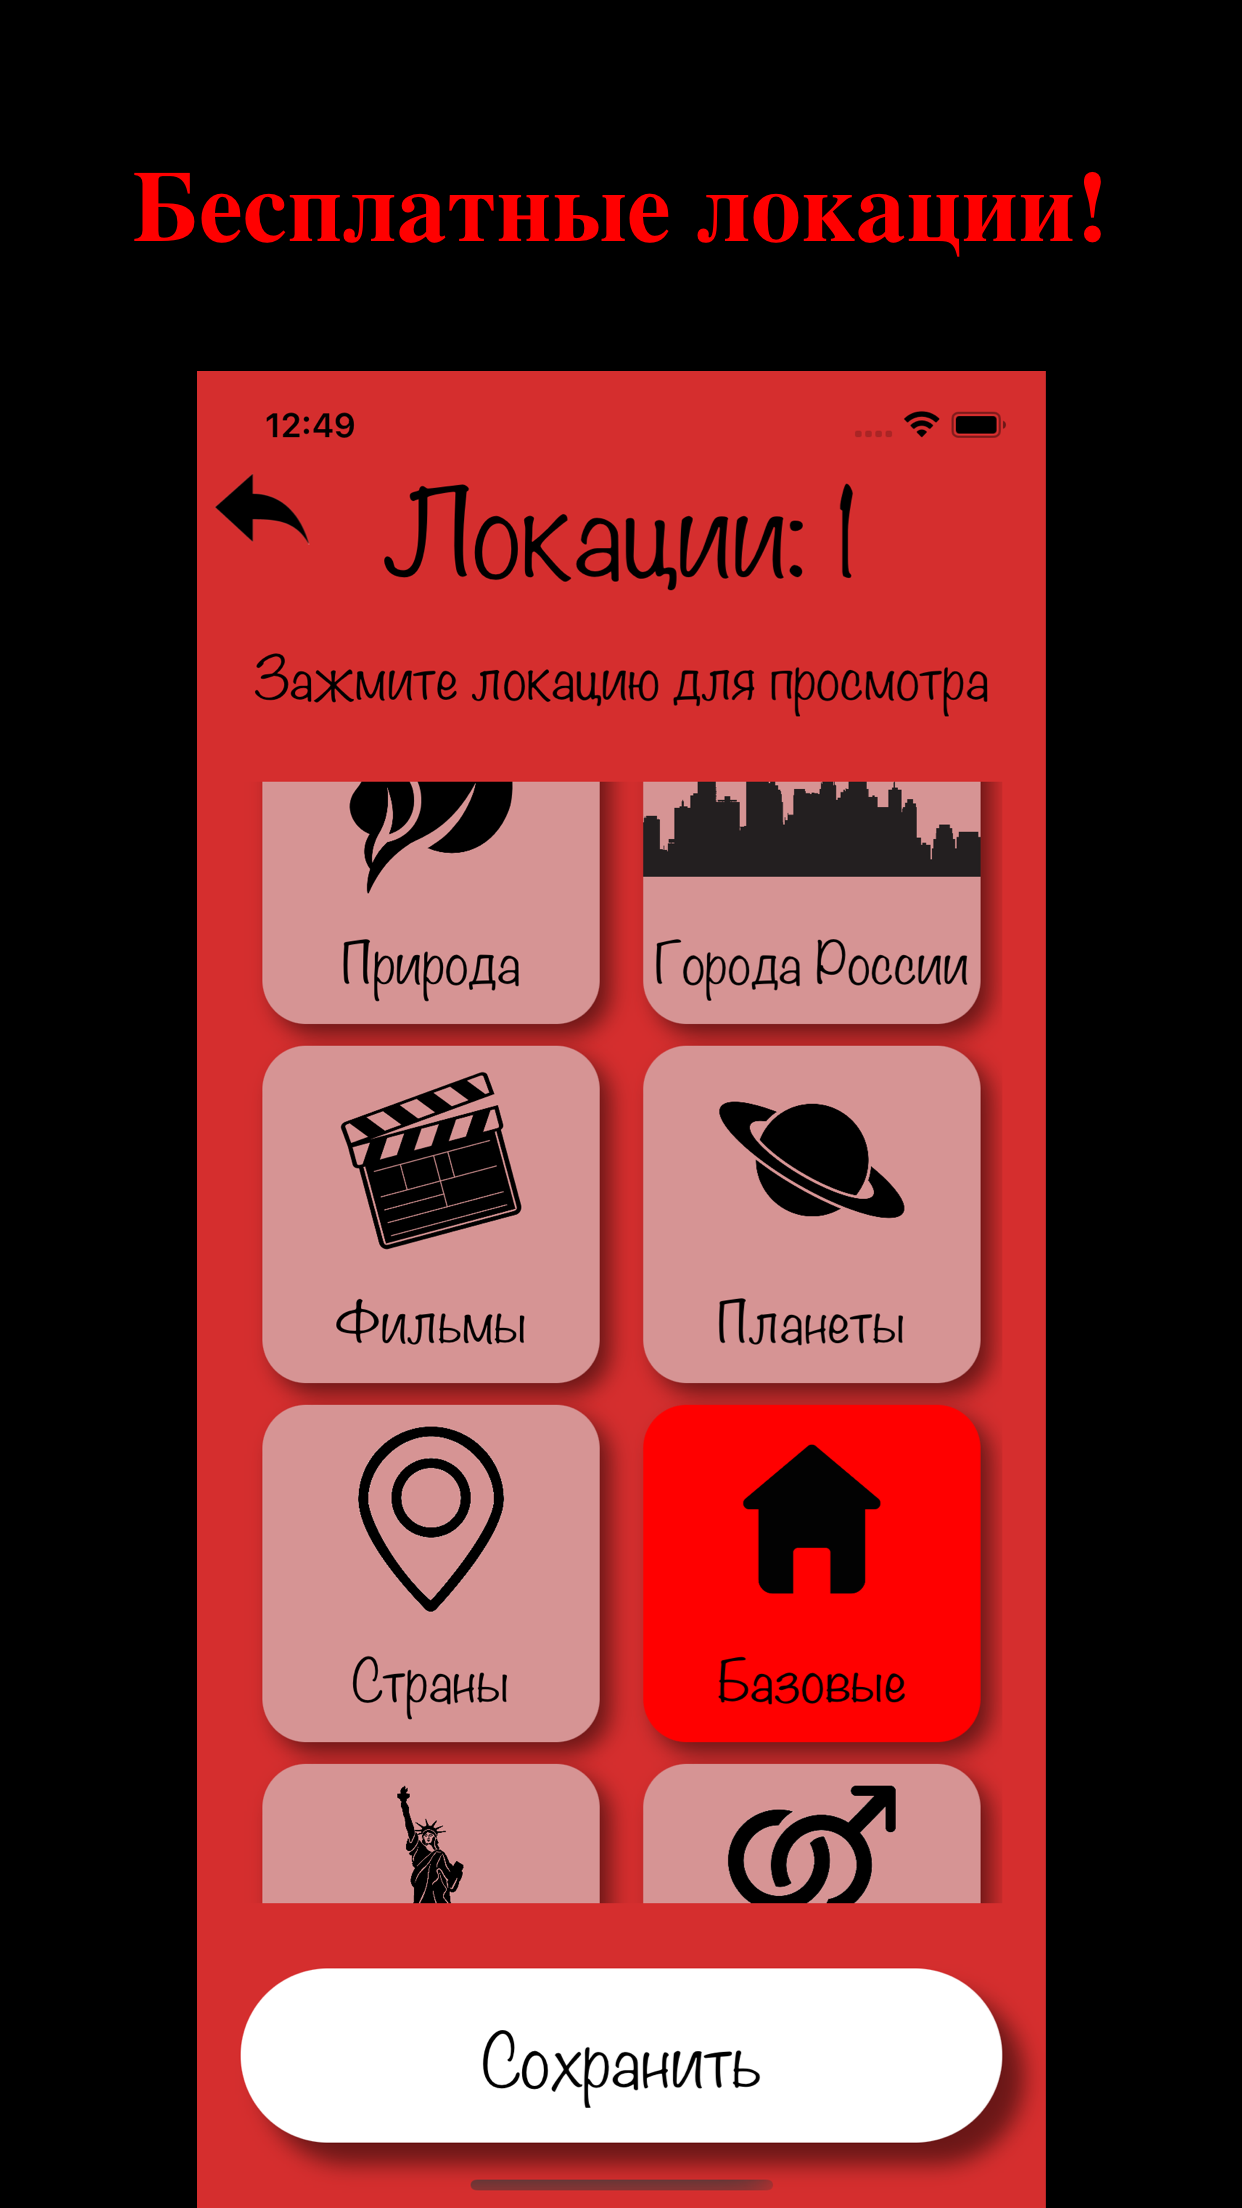 Бесплатные локации!
12:49
Локации: 1
Зажмите локацию для просмотра
Природа
Города России
Фильмы
Планеты
Страны
Базовые
Сохранить